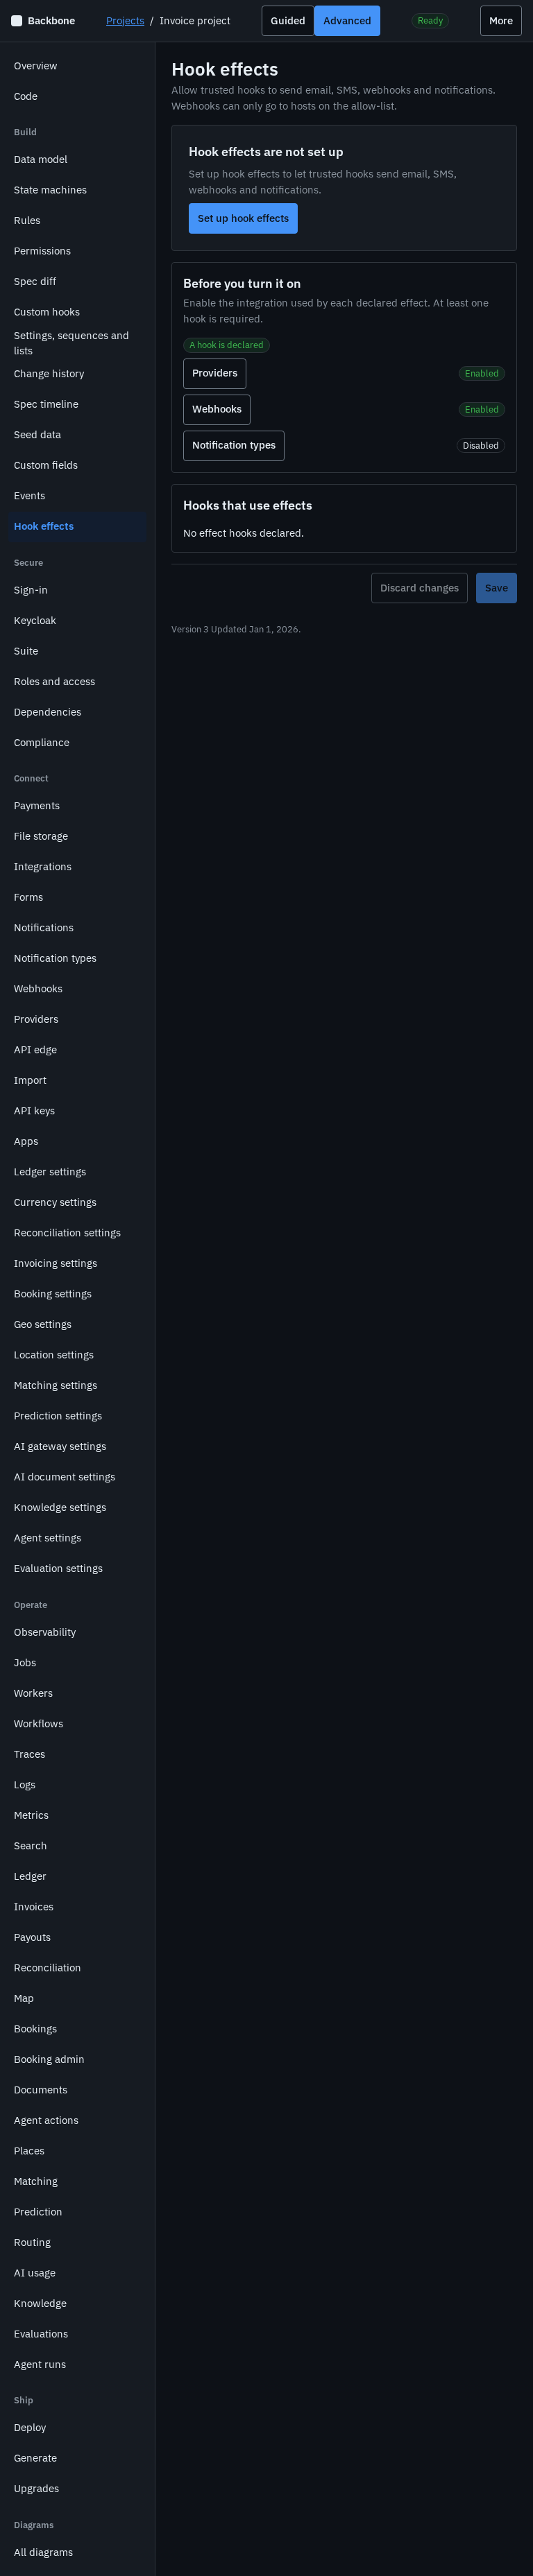 Backbone
Projects / Invoice project
Guided
Advanced
Ready
More
Overview
Code
Build
Data model
State machines
Rules
Permissions
Spec diff
Custom hooks
Settings, sequences and
lists
Change history
Spec timeline
Seed data
Custom fields
Events
Hook effects
Secure
Sign-in
Keycloak
Suite
Roles and access
Dependencies
Compliance
Connect
Payments
File storage
Integrations
Forms
Notifications
Notification types
Webhooks
Providers
API edge
Import
API keys
Apps
Ledger settings
Currency settings
Reconciliation settings
Invoicing settings
Booking settings
Geo settings
Location settings
Matching settings
Prediction settings
AI gateway settings
AI document settings
Knowledge settings
Agent settings
Evaluation settings
Operate
Observability
Jobs
Workers
Workflows
Traces
Logs
Metrics
Search
Ledger
Invoices
Payouts
Reconciliation
Map
Bookings
Booking admin
Documents
Agent actions
Places
Matching
Prediction
Routing
AI usage
Knowledge
Evaluations
Agent runs
Ship
Deploy
Generate
Upgrades
Diagrams
All diagrams
Hook effects
Allow trusted hooks to send email, SMS, webhooks and notifications.
Webhooks can only go to hosts on the allow-list.
Hook effects are not set up
Set up hook effects to let trusted hooks send email, SMS,
webhooks and notifications.
Set up hook effects
Before you turn it on
Enable the integration used by each declared effect. At least one
hook is required.
A hook is declared
Providers
Enabled
Webhooks
Enabled
Notification types
Disabled
Hooks that use effects
No effect hooks declared.
Discard changes
Save
Version 3 Updated Jan 1, 2026.